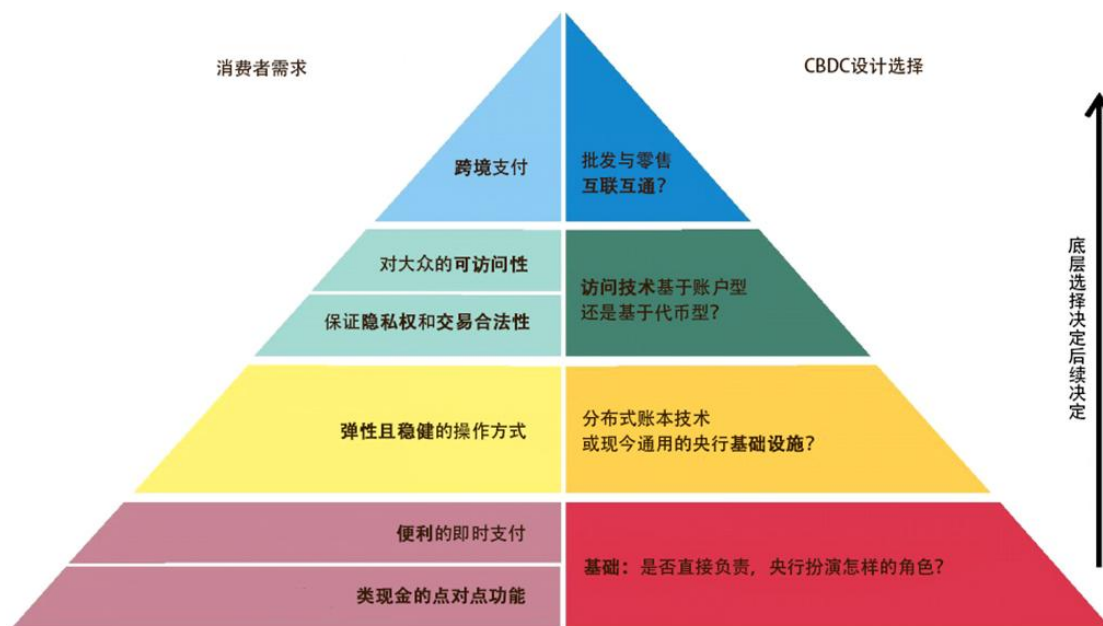 消费者需求
CBDC设计选择
跨境支付
批发与零售
互联互通?
对大众的可访问性
保证隐私权和交易合法性
访问技术基于账户型
还是基于代币型?
弹性且稳健的操作方式
分布式账本技术
或现今通用的央行基础设施?
便利的即时支付
类现金的点对点功能
基础：是否直接负责，央行扮演怎样的角色?
底层选择决定后续决定